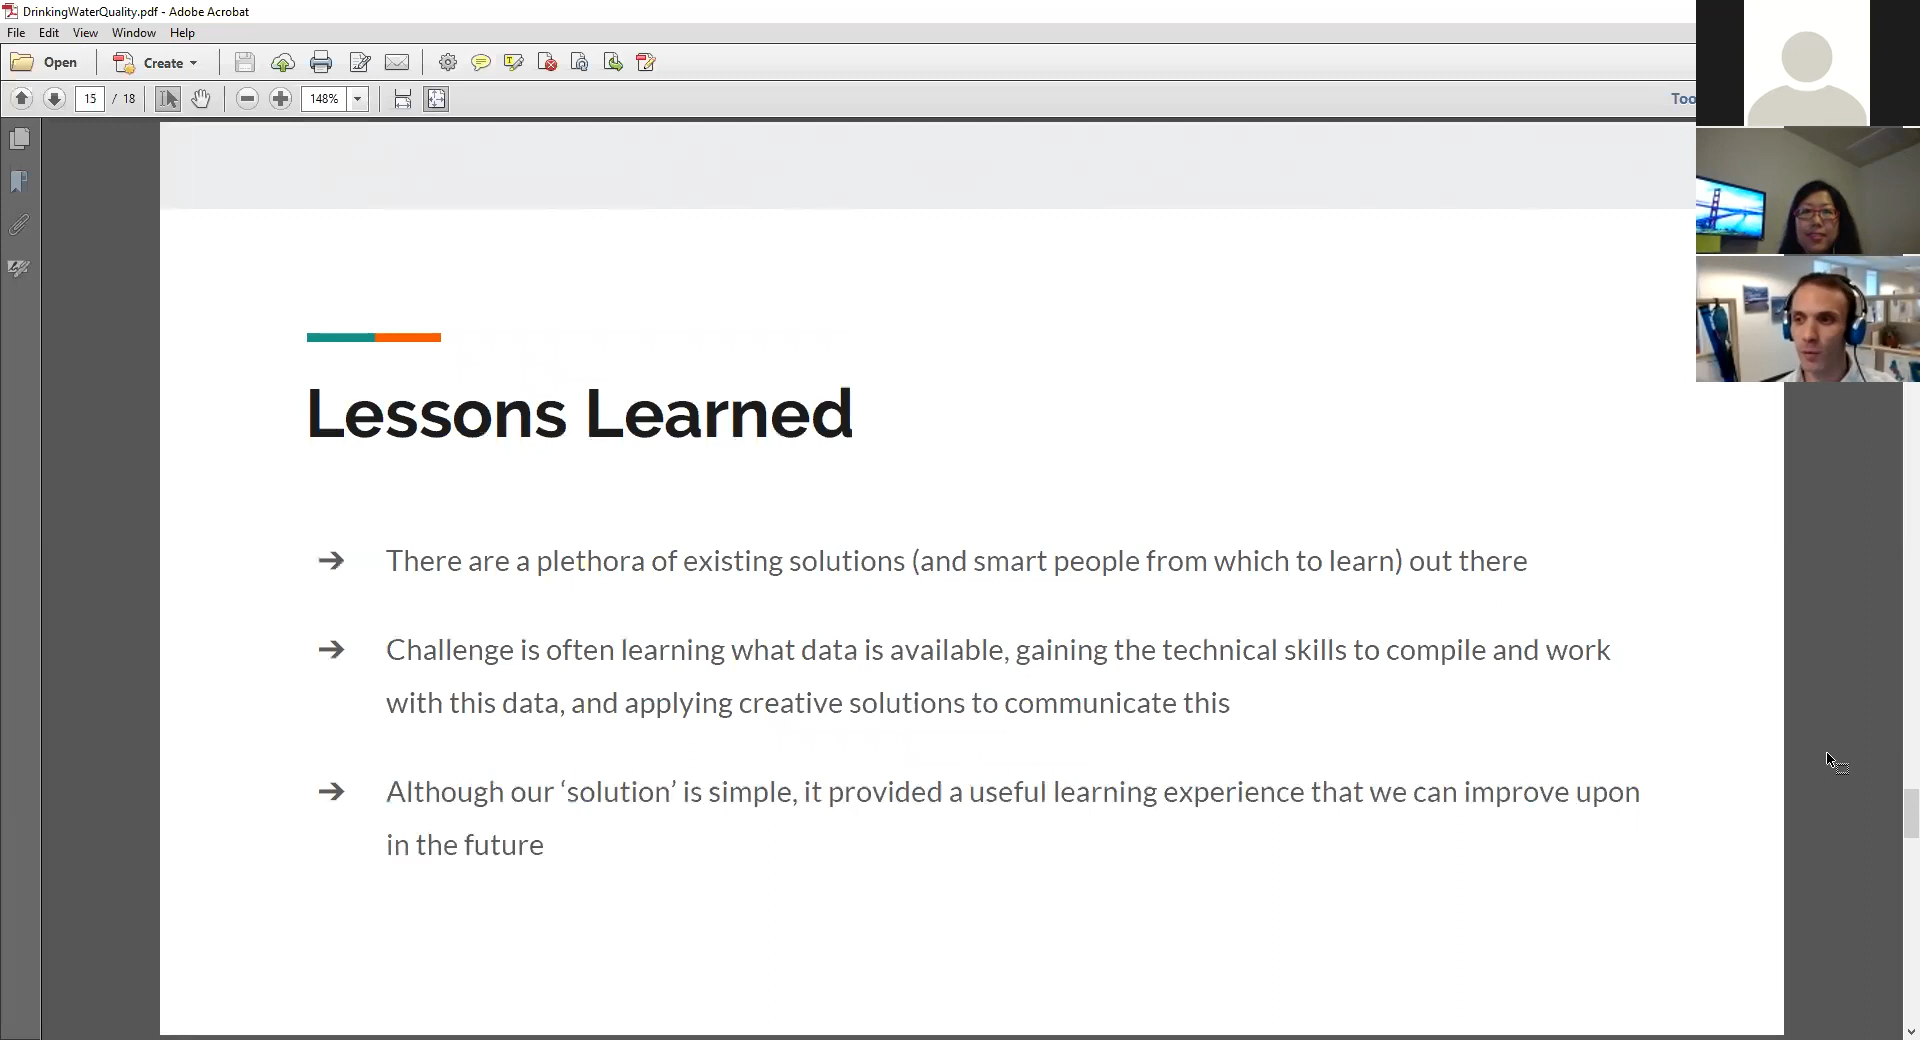 DrinkingWaterQuality.pdf - Adobe Acrobat
File Edit View Window Help
Open Create
15 / 18 148% Too
Lessons Learned
➔ There are a plethora of existing solutions (and smart people from which to learn) out there
➔ Challenge is often learning what data is available, gaining the technical skills to compile and work
with this data, and applying creative solutions to communicate this
➔ Although our ‘solution’ is simple, it provided a useful learning experience that we can improve upon
in the future